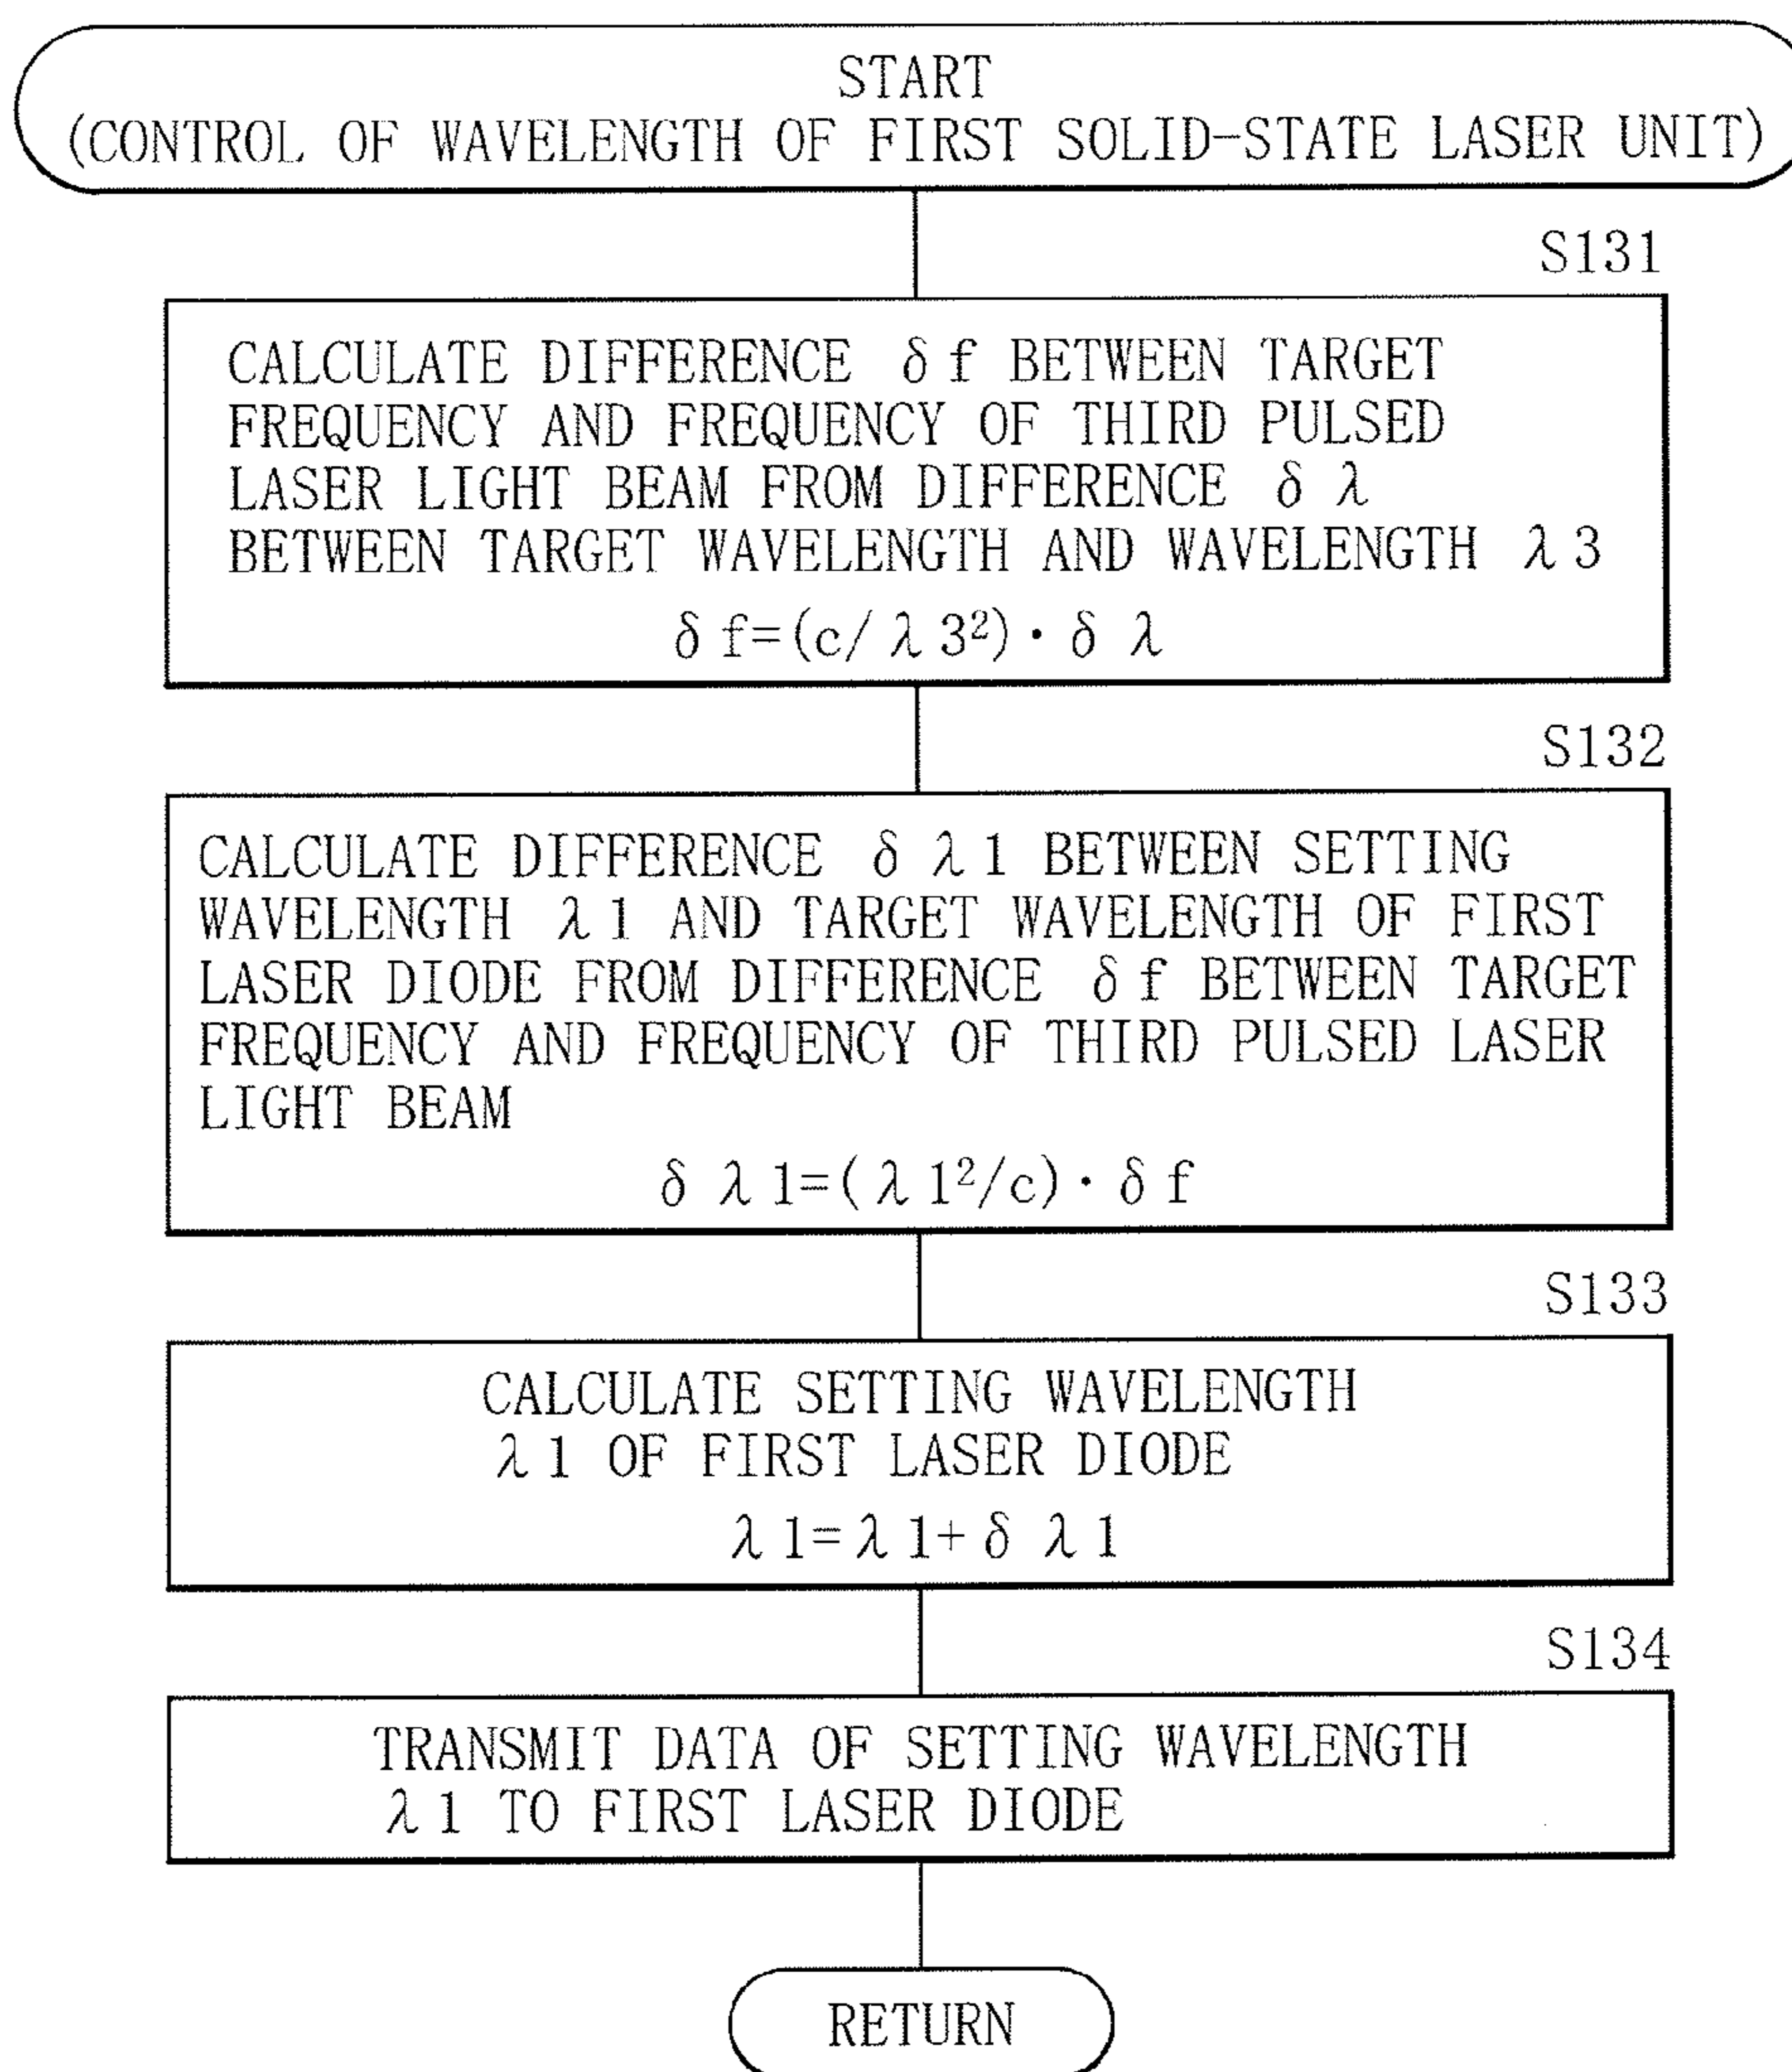 START
(CONTROL OF WAVELENGTH OF FIRST SOLID-STATE LASER UNIT)
S131
CALCULATE DIFFERENCE δf BETWEEN TARGET
FREQUENCY AND FREQUENCY OF THIRD PULSED
LASER LIGHT BEAM FROM DIFFERENCE δλ
BETWEEN TARGET WAVELENGTH AND WAVELENGTH λ3
δf=(c/λ3²)・δλ
S132
CALCULATE DIFFERENCE δλ1 BETWEEN SETTING
WAVELENGTH λ1 AND TARGET WAVELENGTH OF FIRST
LASER DIODE FROM DIFFERENCE δf BETWEEN TARGET
FREQUENCY AND FREQUENCY OF THIRD PULSED LASER
LIGHT BEAM
δλ1=(λ1²/c)・δf
S133
CALCULATE SETTING WAVELENGTH
λ1 OF FIRST LASER DIODE
λ1=λ1+δλ1
S134
TRANSMIT DATA OF SETTING WAVELENGTH
λ1 TO FIRST LASER DIODE
RETURN